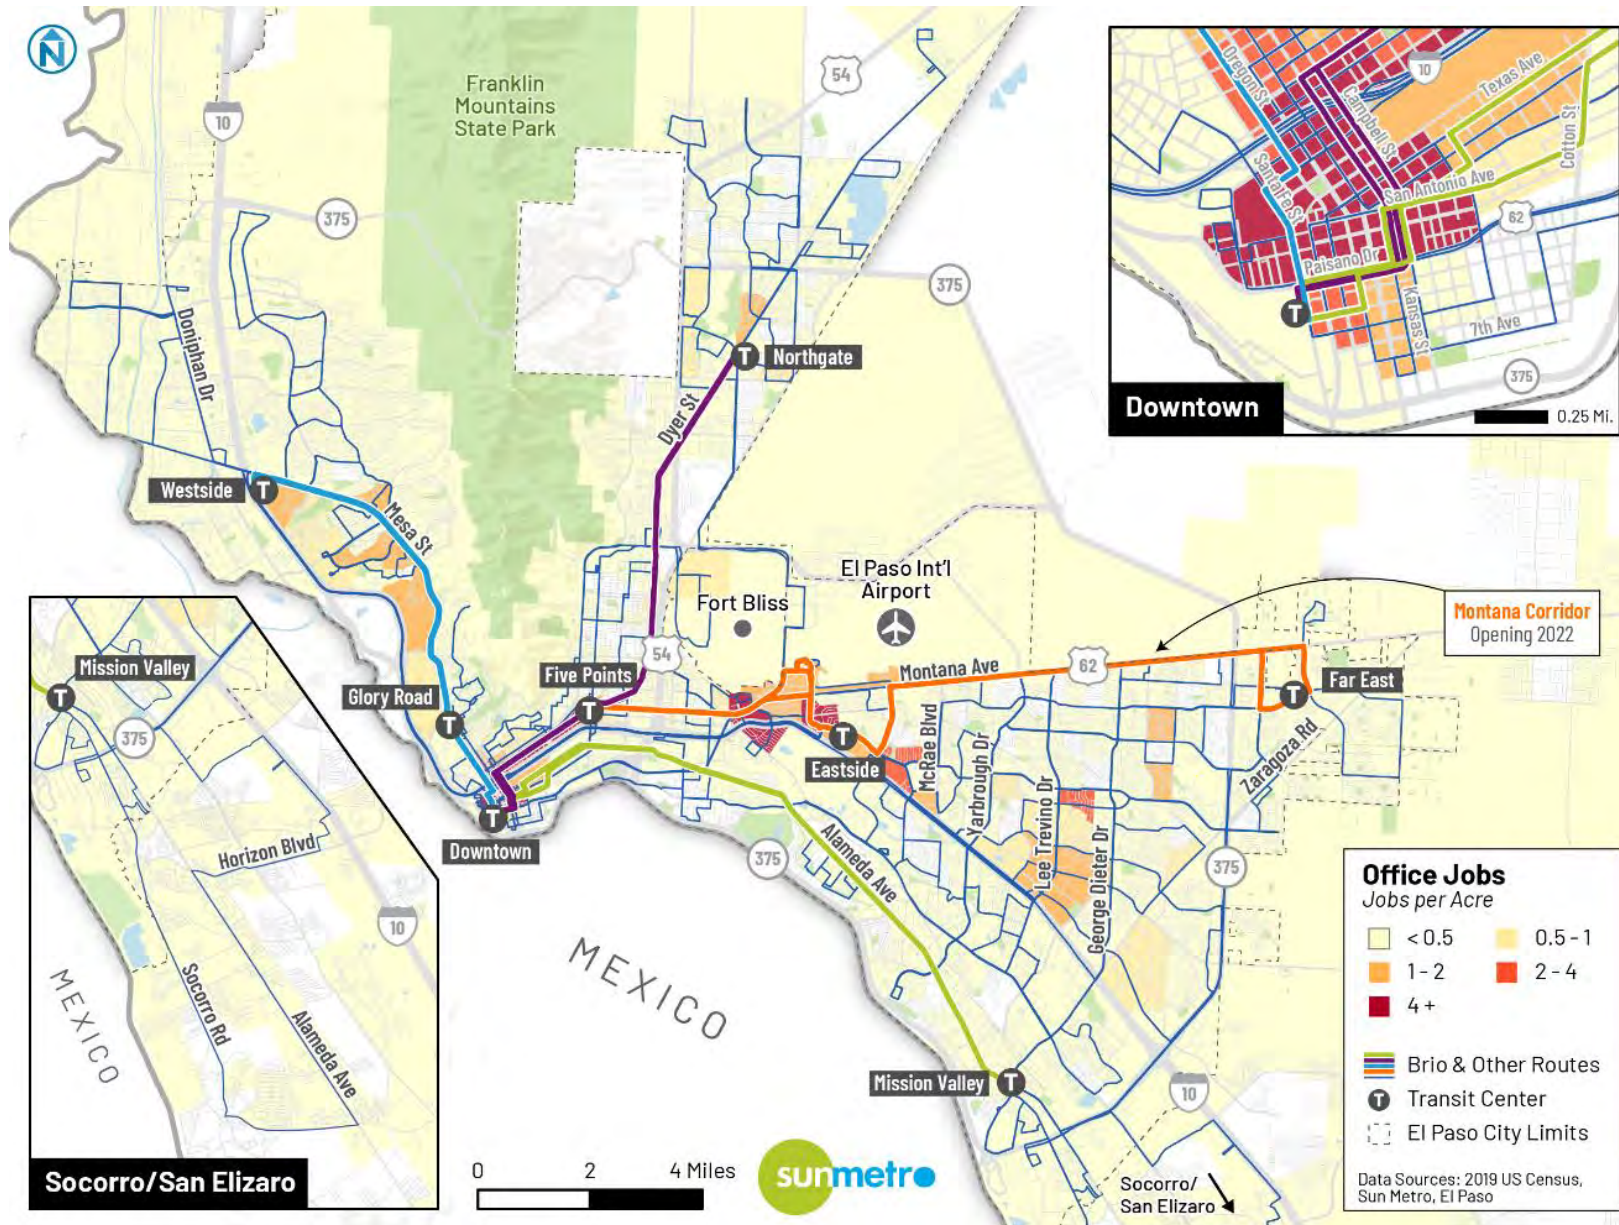 N
10
Franklin
Mountains
State Park
54
375
375
Doniphan Dr
T
Northgate
Dyer St
Westside
T
Mesa St
El Paso Int'l
Airport
Fort Bliss
54
Five Points
T
Glory Road
T
Montana Ave
62
Montana Corridor
Opening 2022
T
Far East
T
Eastside
McRae Blvd
Yarbrough Dr
Lee Trevino Dr
George Dieter Dr
Zaragoza Rd
T
Downtown
375
Alameda Ave
375
MEXICO
Mission Valley
T
10
Socorro/
San Elizaro
0
2
4 Miles
sunmetro
Oregon St
10
Texas Ave
Campbell St
Cotton St
Santa Fe St
San Antonio Ave
62
Paisano Dr
T
Kansas St
7th Ave
375
Downtown
0.25 Mi.
Mission Valley
T
375
Horizon Blvd
10
Socorro Rd
Alameda Ave
MEXICO
Socorro/San Elizaro
Office Jobs
Jobs per Acre
< 0.5
0.5 - 1
1 - 2
2 - 4
4 +
Brio & Other Routes
T
Transit Center
El Paso City Limits
Data Sources: 2019 US Census,
Sun Metro, El Paso